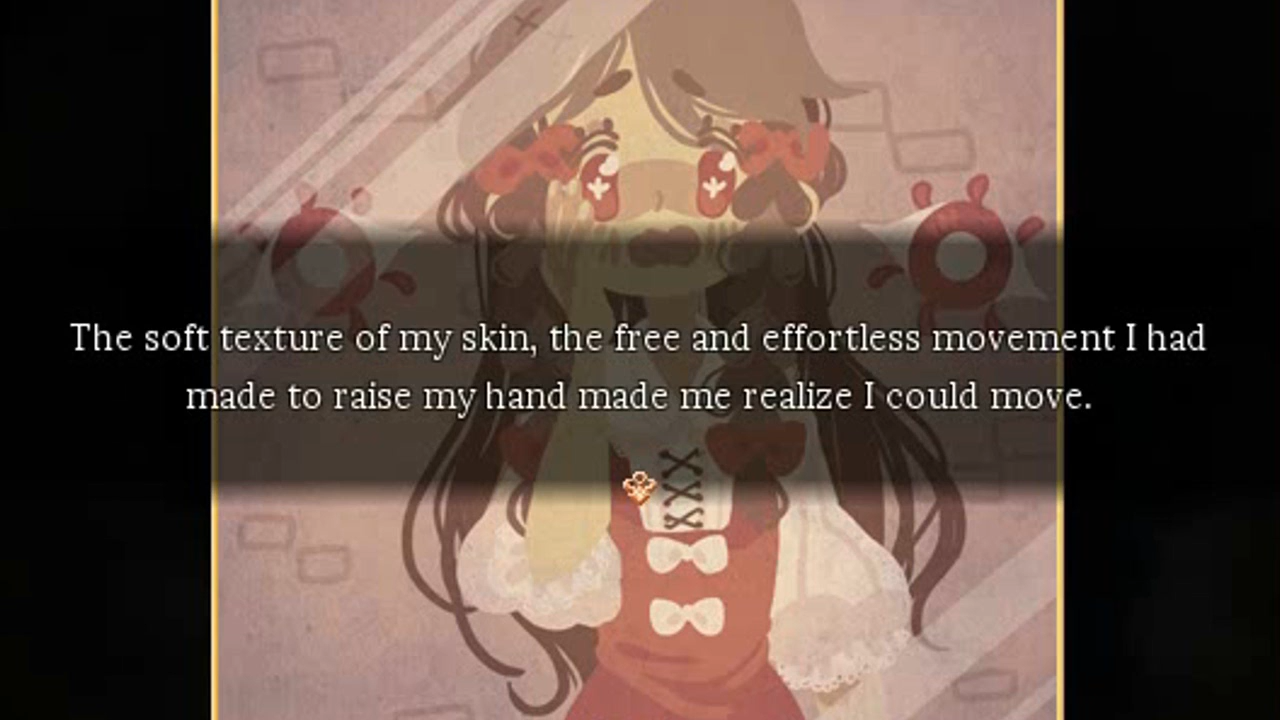 The soft texture of my skin, the free and effortless movement I had
made to raise my hand made me realize I could move.